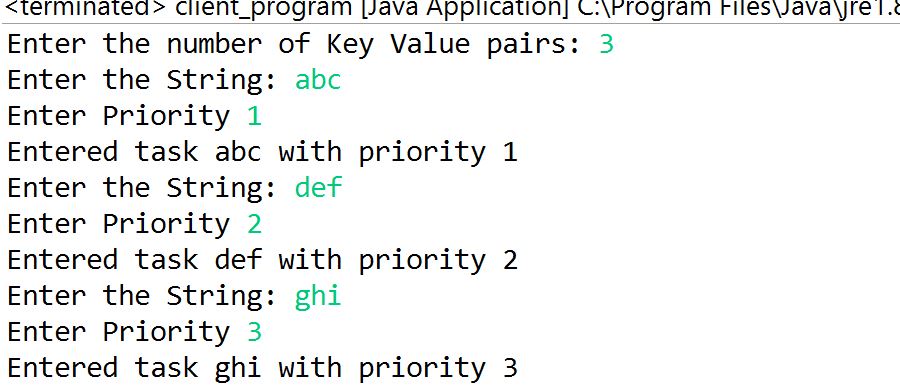 <terminated> client_program [Java Application] C:\Program Files\Java\jre1.8
Enter the number of Key Value pairs: 3
Enter the String: abc
Enter Priority 1
Entered task abc with priority 1
Enter the String: def
Enter Priority 2
Entered task def with priority 2
Enter the String: ghi
Enter Priority 3
Entered task ghi with priority 3